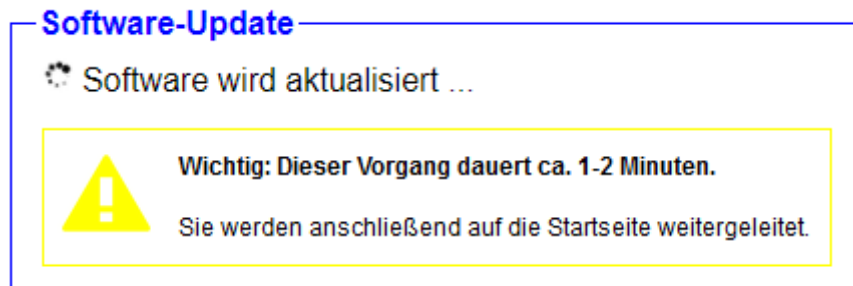 Software-Update
Software wird aktualisiert ...
Wichtig: Dieser Vorgang dauert ca. 1-2 Minuten.
Sie werden anschließend auf die Startseite weitergeleitet.